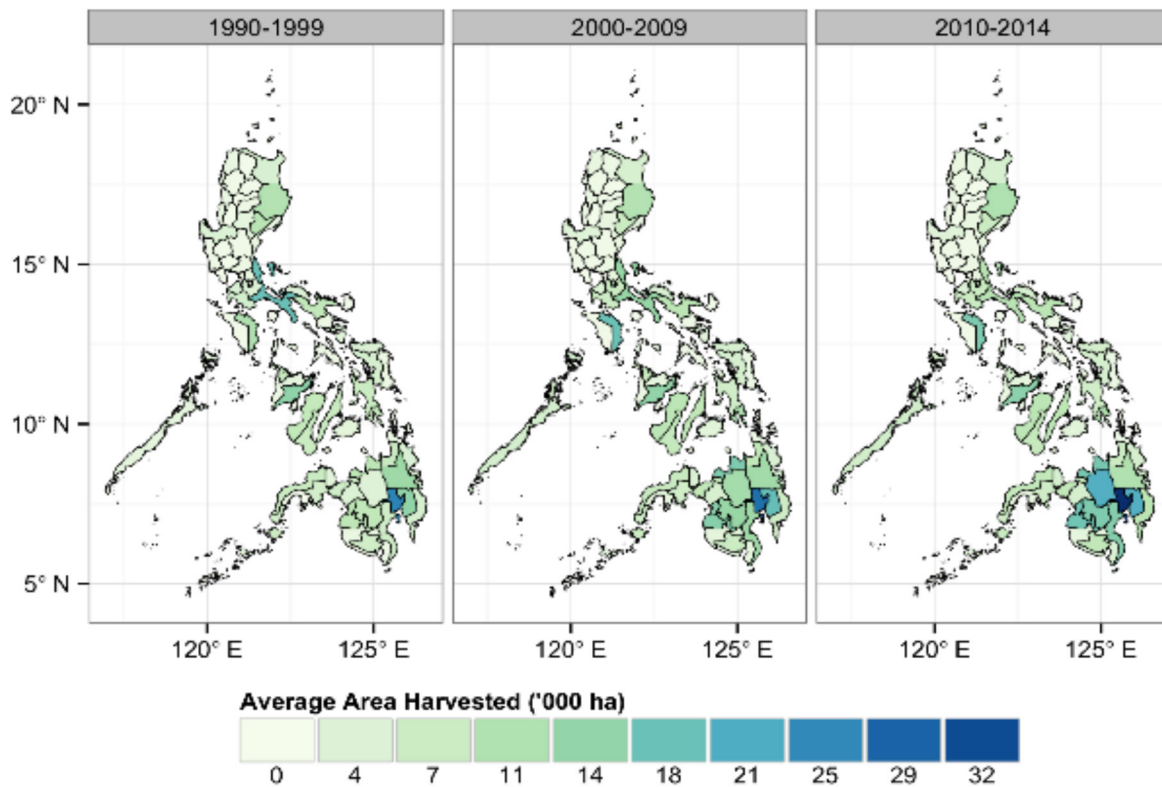 1990-1999 2000-2009 2010-2014
20° N
15° N
10° N
5° N
120° E 125° E 120° E 125° E 120° E 125° E
Average Area Harvested ('000 ha)
0 4 7 11 14 18 21 25 29 32